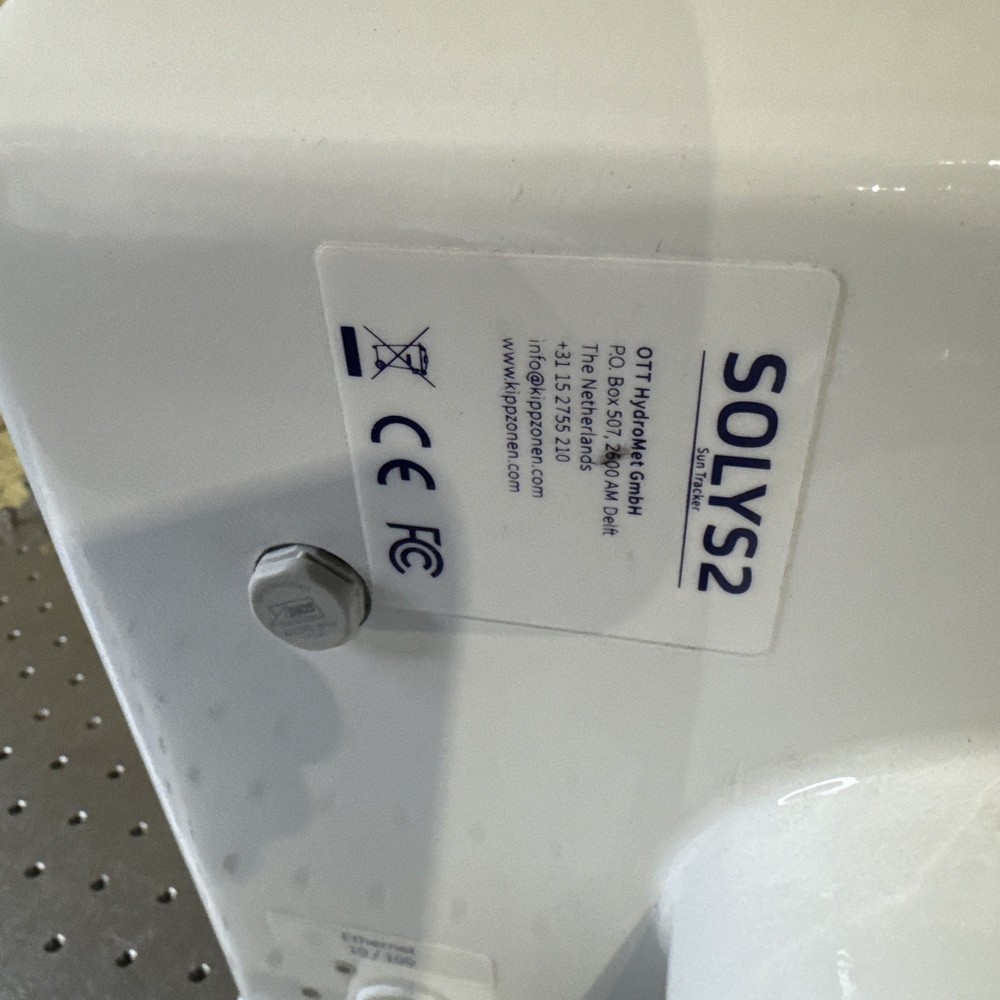 SOLYS2
Sun Tracker
OTT HydroMet GmbH
P.O. Box 507, 2600 AM Delft
The Netherlands
+31 15 2755 210
info@kippzonen.com
www.kippzonen.com
CE FC
Ethernet